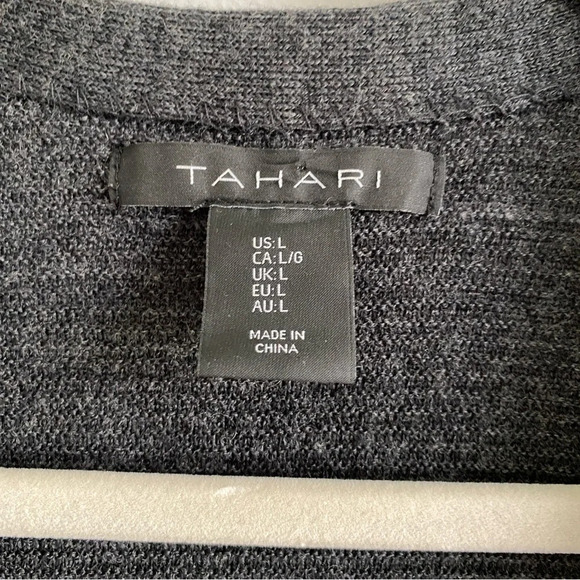 TAHARI
US: L
CA: L/G
UK: L
EU: L
AU: L
MADE IN
CHINA